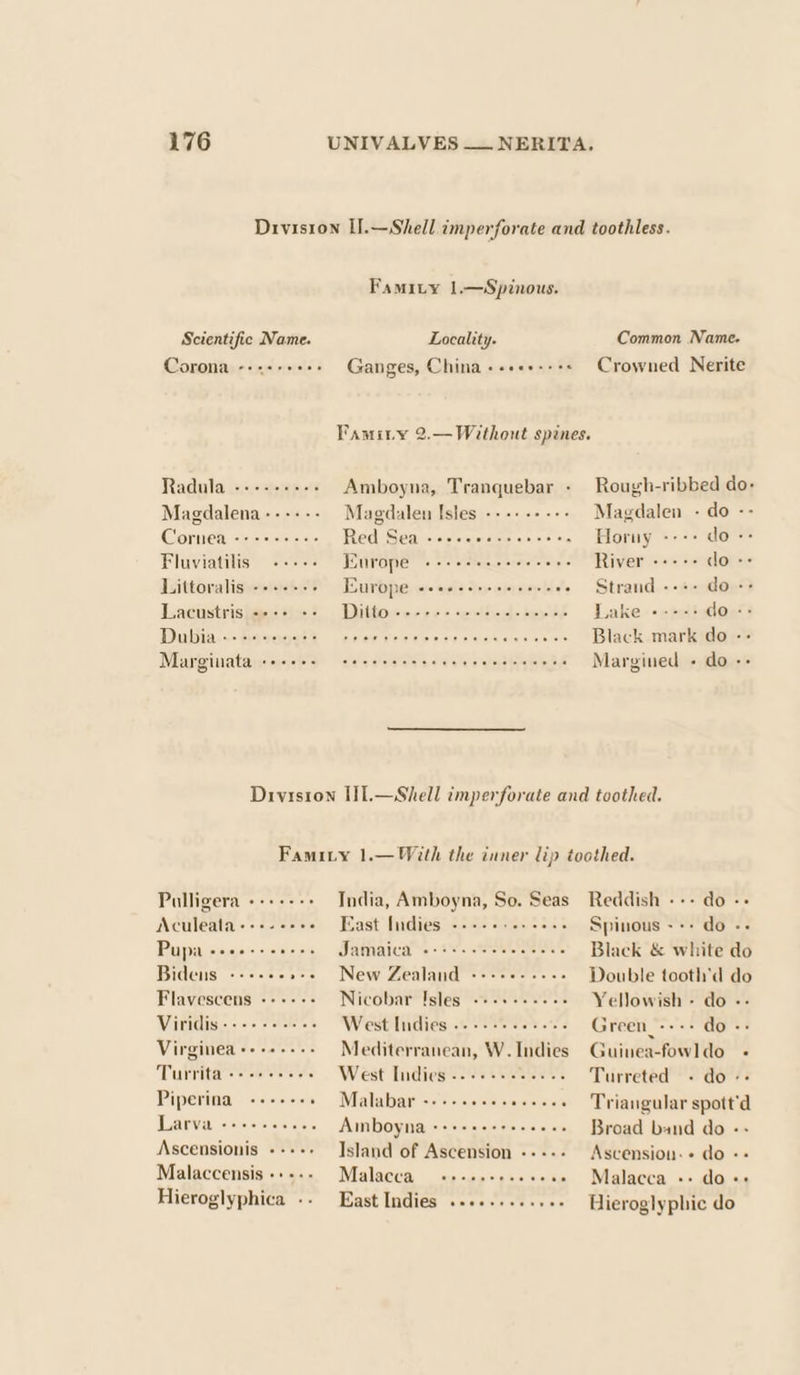 176 UNIVALVES — NERITA.
Division II.—Shell imperforate and toothless.
Family 1.—Spinous.
Scientific Name. Locality. Common Name.
Corona ·········· Ganges, China ·········· Crowned Nerite
Family 2.—Without spines.
Radula ········· Amboyna, Tranquebar · Rough-ribbed do·
Magdalena ······ Magdalen Isles ········· Magdalen · do ··
Cornea ········· Red Sea ··············· Horny ···· do ··
Fluviatilis ····· Europe ··············· River ····· do ··
Littoralis ······· Europe ················ Strand ···· do ··
Lacustris ···· ·· Ditto ··················· Lake ····· do ··
Dubia ·········· ························ Black mark do ··
Marginata ······ ························ Margined · do ··
Division III.—Shell imperforate and toothed.
Family 1.—With the inner lip toothed.
Pulligera ······· India, Amboyna, So. Seas Reddish ··· do ··
Aculeata ········ East Indies ············ Spinous ··· do ··
Pupa ··········· Jamaica ··············· Black & white do
Bidens ········· New Zealand ·········· Double tooth'd do
Flavescens ······ Nicobar Isles ·········· Yellowish · do ··
Viridis ·········· West Indies ············ Green ···· do ··
Virginea ········ Mediterranean, W. Indies Guinea-fowl do ·
Turrita ·········· West Indies ············ Turreted · do ··
Piperina ······· Malabar ··············· Triangular spott'd
Larva ·········· Amboyna ·············· Broad band do ··
Ascensionis ····· Island of Ascension ····· Ascension · · do ··
Malaccensis ····· Malacca ············· Malacca ·· do ··
Hieroglyphica ·· East Indies ············ Hieroglyphic do